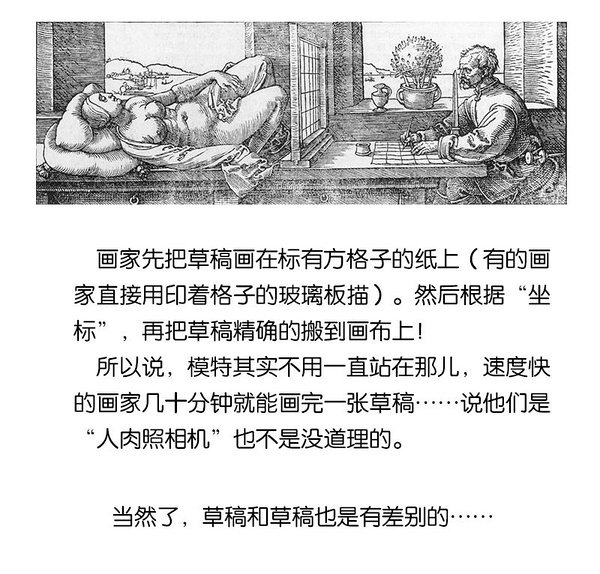 画家先把草稿画在标有方格子的纸上（有的画
家直接用印着格子的玻璃板描）。然后根据“坐
标”，再把草稿精确的搬到画布上！
所以说，模特其实不用一直站在那儿，速度快
的画家几十分钟就能画完一张草稿……说他们是
“人肉照相机”也不是没道理的。
当然了，草稿和草稿也是有差别的……